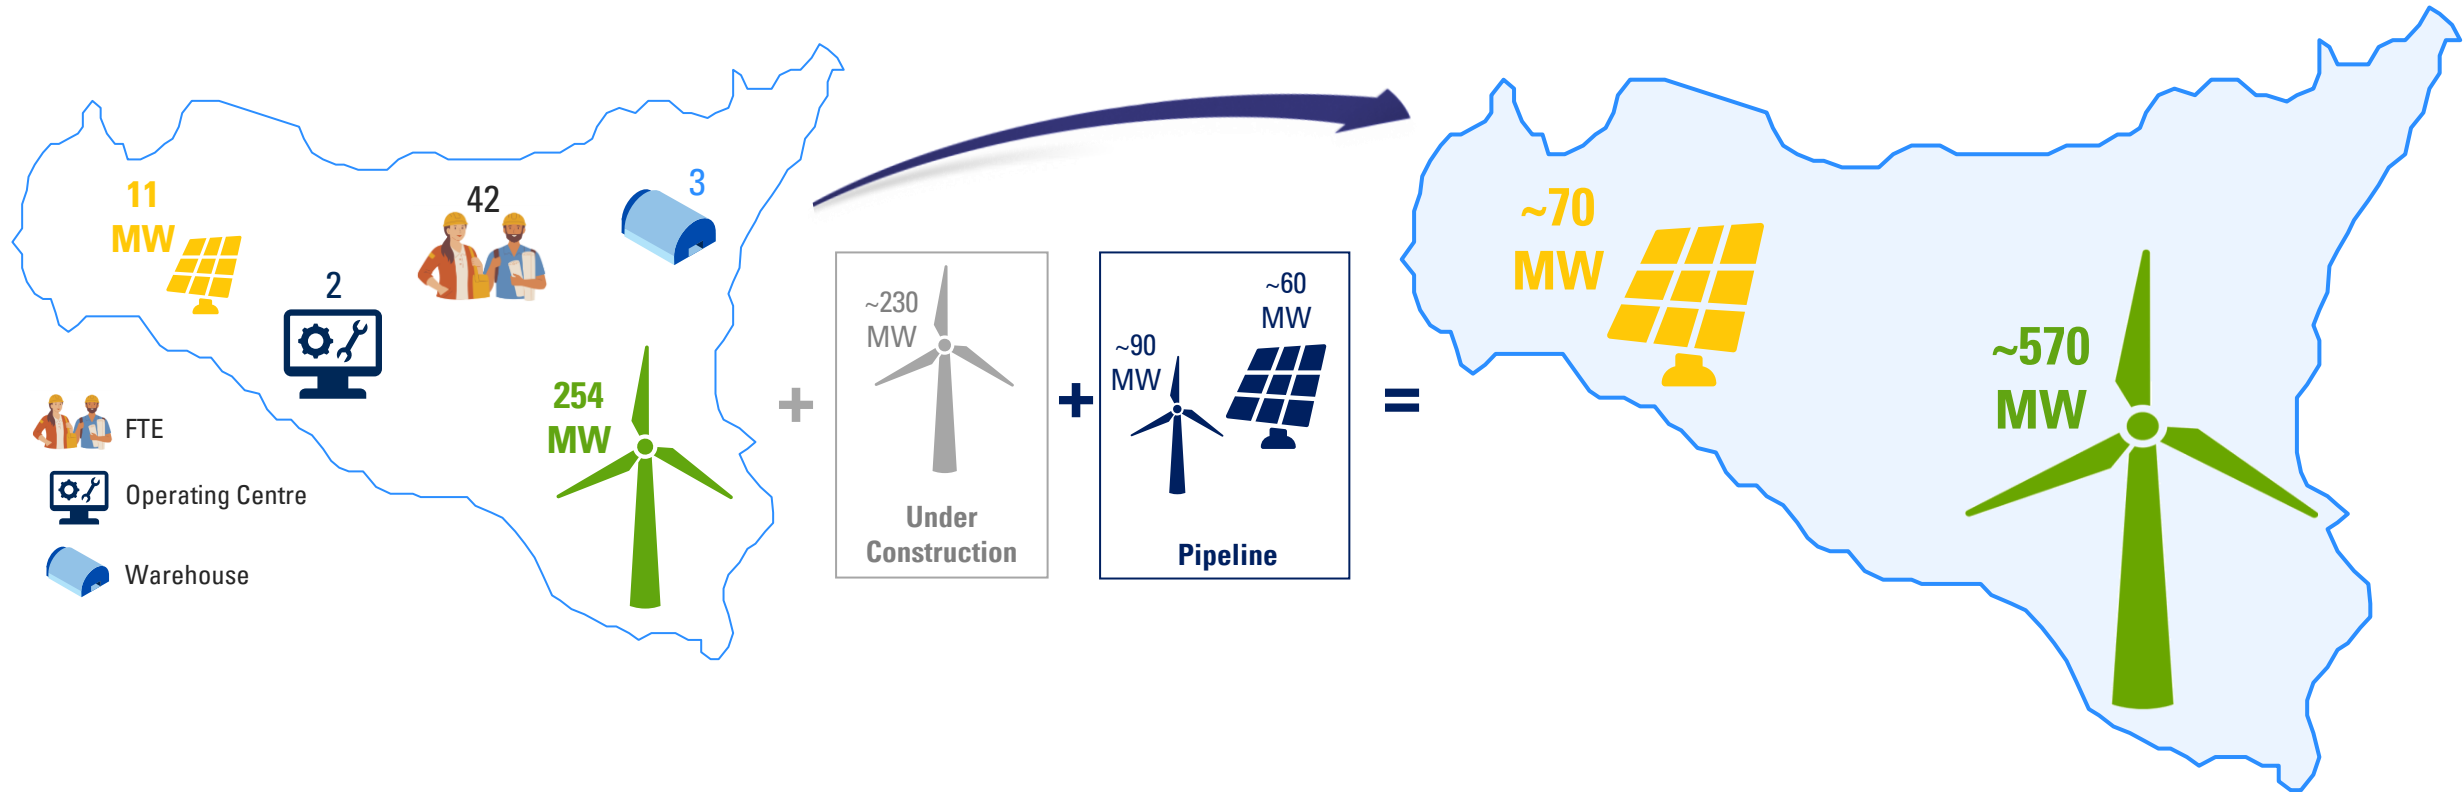 11
MW
42
3
2
254
MW
FTE
Operating Centre
Warehouse
+
~230
MW
Under
Construction
+
~90
MW
~60
MW
Pipeline
=
~70
MW
~570
MW